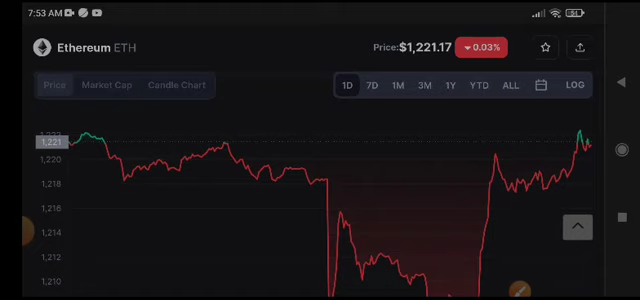 7:53 AM
51
Ethereum ETH
Price:$1,221.17
0.03%
Price Market Cap Candle Chart
1D 7D 1M 3M 1Y YTD ALL LOG
1,221
1,220
1,218
1,216
1,214
1,212
1,210